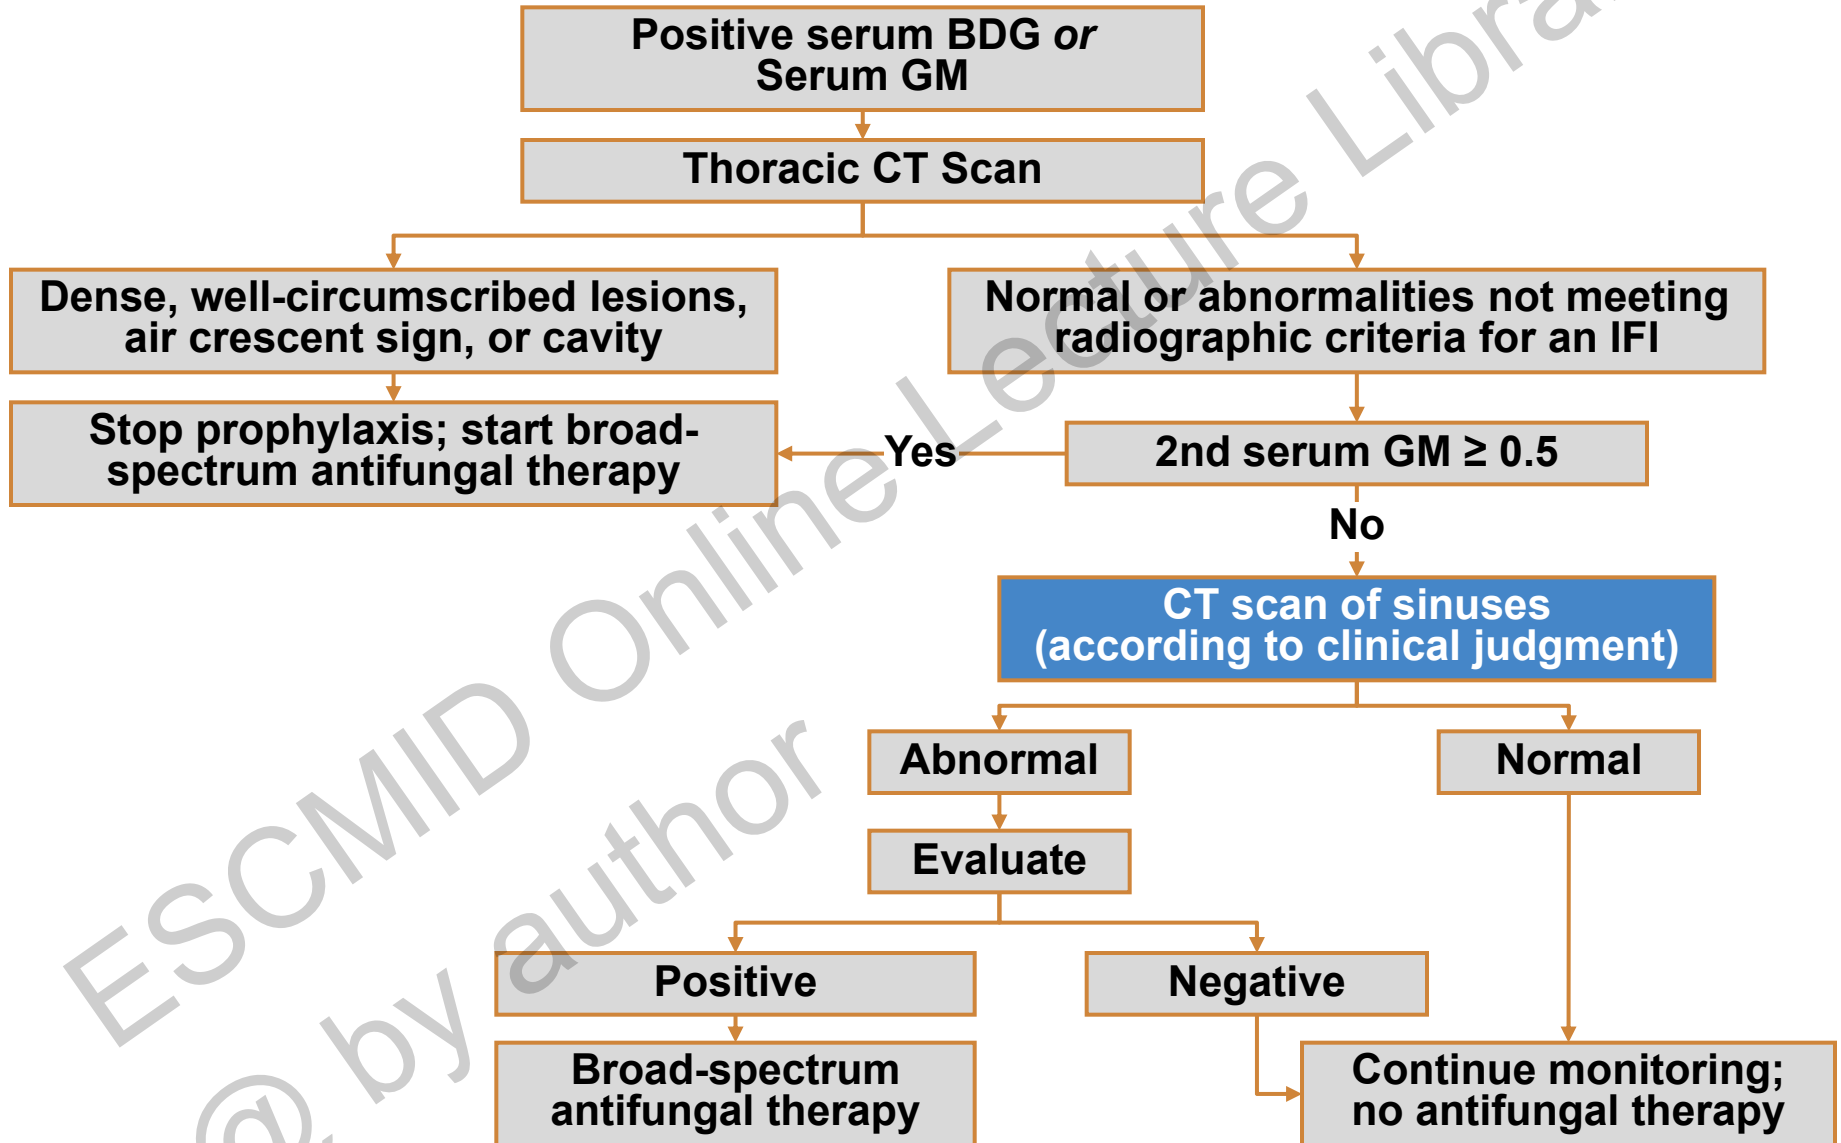 Positive serum BDG or
Serum GM
Thoracic CT Scan
Dense, well-circumscribed lesions,
air crescent sign, or cavity
Normal or abnormalities not meeting
radiographic criteria for an IFI
Stop prophylaxis; start broad-
spectrum antifungal therapy
Yes
2nd serum GM ≥ 0.5
No
CT scan of sinuses
(according to clinical judgment)
Abnormal
Normal
Evaluate
Positive
Negative
Broad-spectrum
antifungal therapy
Continue monitoring;
no antifungal therapy
ESCMID Online Lecture
@ by author